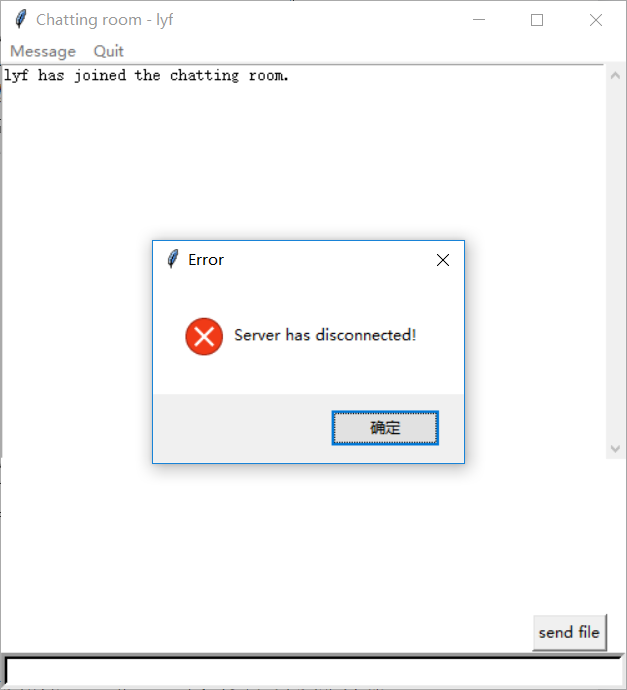 Chatting room - lyf
Message Quit
lyf has joined the chatting room.
Error
Server has disconnected!
确定
send file